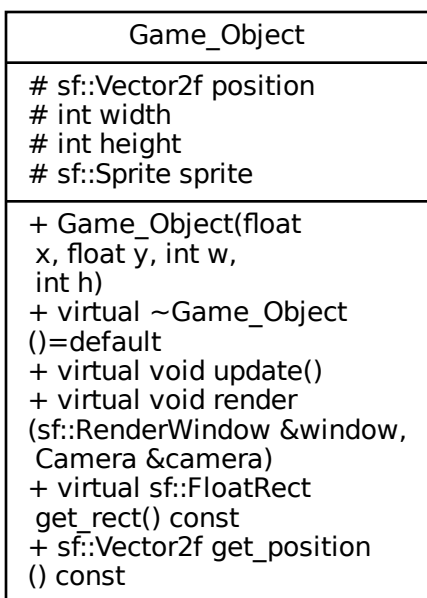 Game_Object
# sf::Vector2f position
# int width
# int height
# sf::Sprite sprite
+ Game_Object(float
x, float y, int w,
int h)
+ virtual ~Game_Object
()=default
+ virtual void update()
+ virtual void render
(sf::RenderWindow &window,
Camera &camera)
+ virtual sf::FloatRect
get_rect() const
+ sf::Vector2f get_position
() const